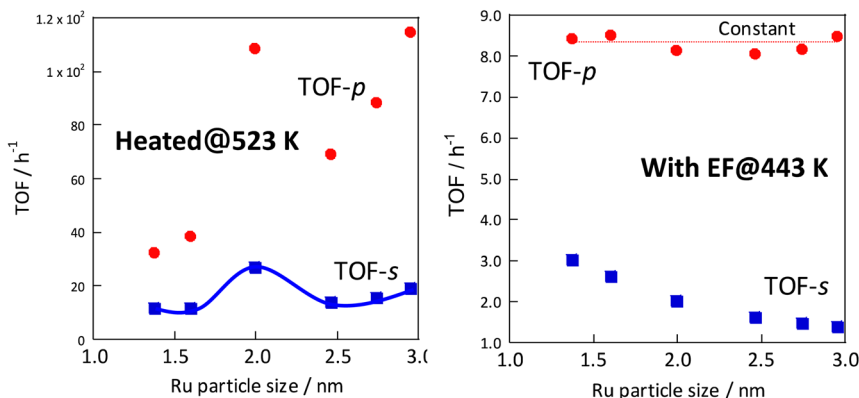 1.2 x 10²
1 x 10²
80
60
40
20
0
TOF / h⁻¹
Heated@523 K
TOF-p
TOF-s
1.0
1.5
2.0
2.5
3.0
Ru particle size / nm
9.0
8.0
7.0
6.0
5.0
4.0
3.0
2.0
1.0
TOF / h⁻¹
Constant
TOF-p
With EF@443 K
TOF-s
1.0
1.5
2.0
2.5
3.0
Ru particle size / nm